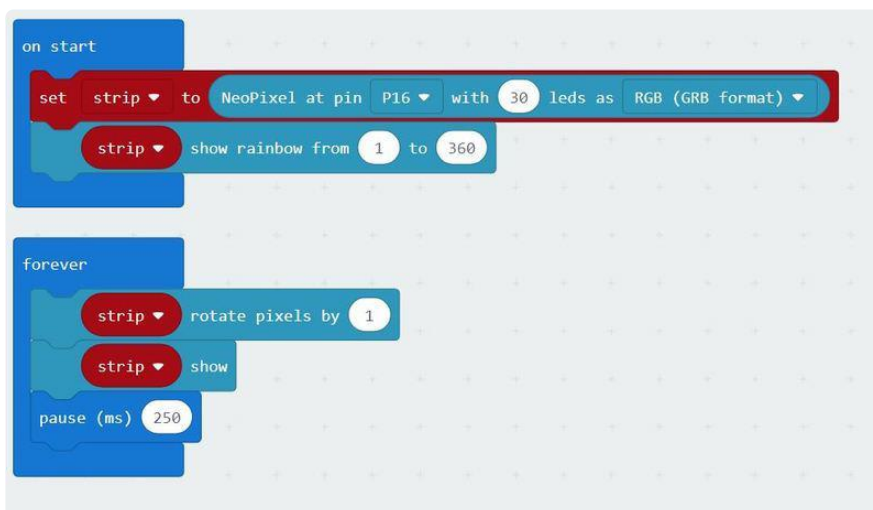 on start
set strip to NeoPixel at pin P16 with 30 leds as RGB (GRB format)
strip show rainbow from 1 to 360
forever
strip rotate pixels by 1
strip show
pause (ms) 250